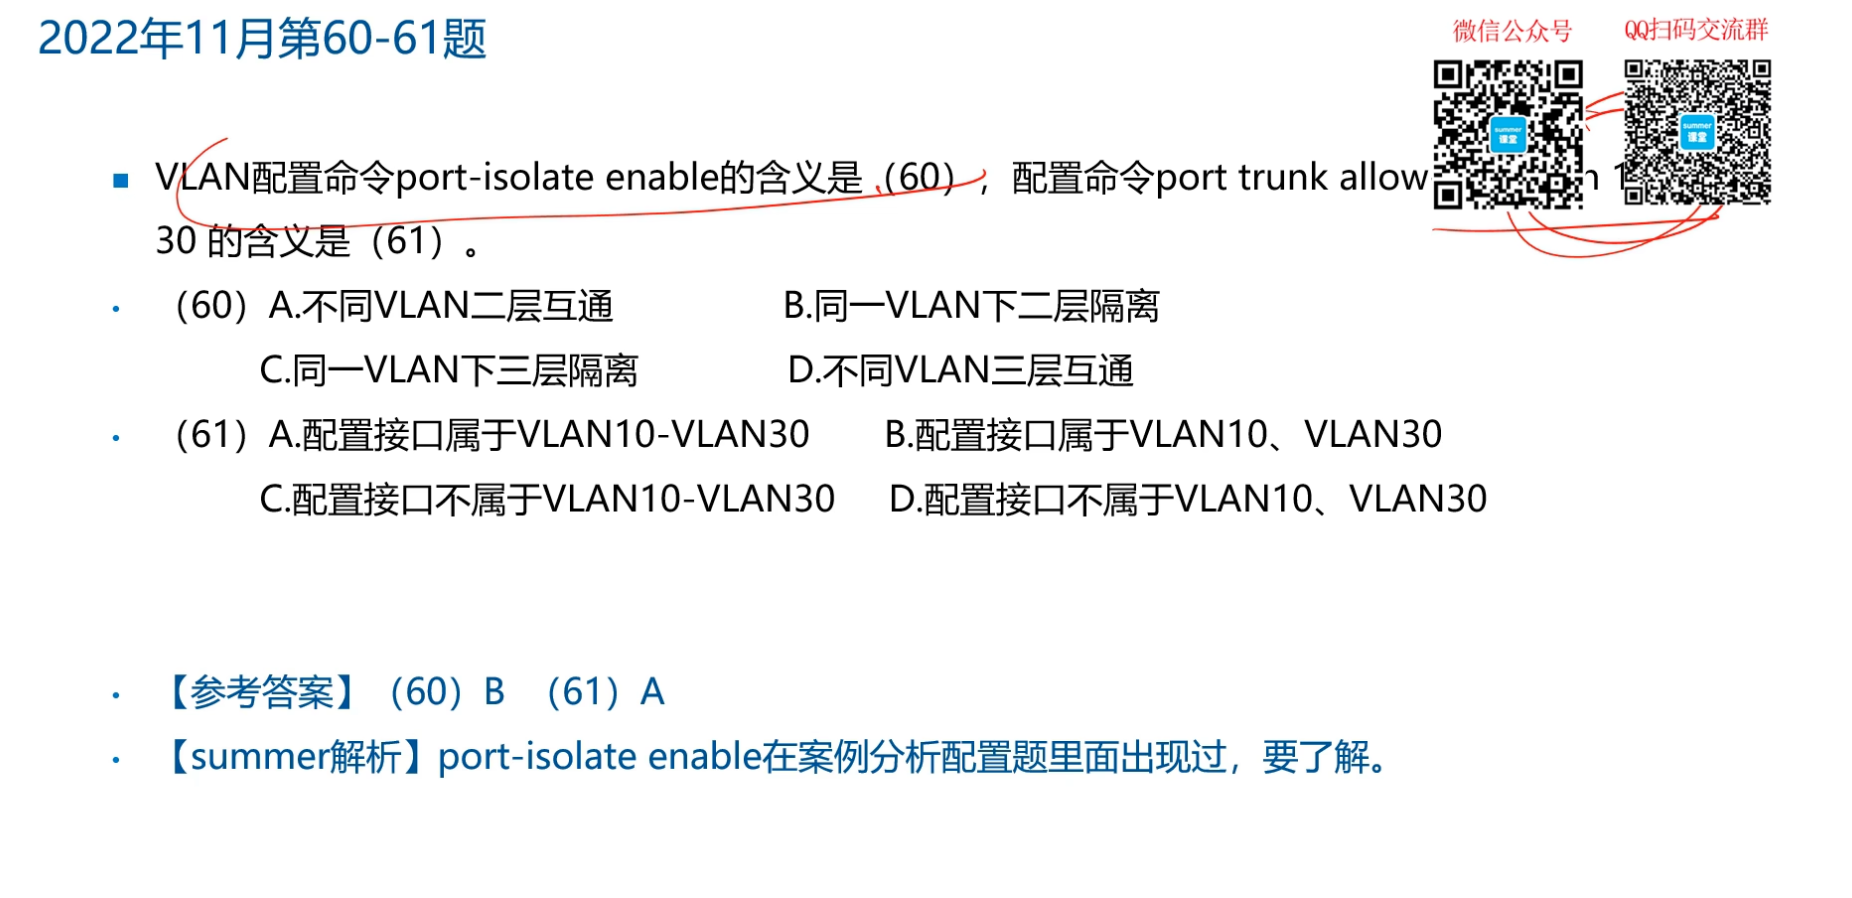 2022年11月第60-61题
微信公众号
QQ扫码交流群
■ VLAN配置命令port-isolate enable的含义是（60），配置命令port trunk allow n 1
30 的含义是（61）。
• （60）A.不同VLAN二层互通 B.同一VLAN下二层隔离
C.同一VLAN下三层隔离 D.不同VLAN三层互通
• （61）A.配置接口属于VLAN10-VLAN30 B.配置接口属于VLAN10、VLAN30
C.配置接口不属于VLAN10-VLAN30 D.配置接口不属于VLAN10、VLAN30
• 【参考答案】（60）B （61）A
• 【summer解析】port-isolate enable在案例分析配置题里面出现过，要了解。
summer
课堂
summer
课堂